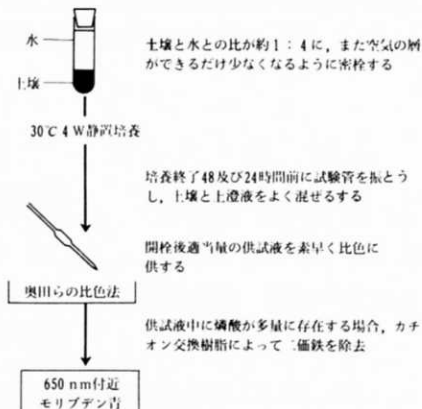 水
土壌
土壌と水との比が約1:4に,また空気の層
ができるだけ少なくなるように密栓する
30℃ 4W静置培養
培養終了48及び24時間前に試験管を振とう
し,土壌と上澄液をよく混ぜるする
開栓後適当量の供試液を素早く比色に
供する
奥田らの比色法
供試液中に燐酸が多量に存在する場合,カチ
オン交換樹脂によって二価鉄を除去
650nm付近
モリブデン青